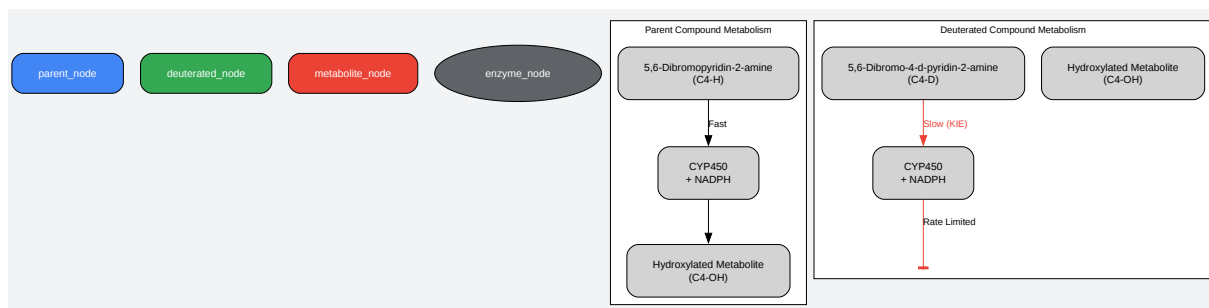 parent_node
deuterated_node
metabolite_node
enzyme_node
Parent Compound Metabolism
5,6-Dibromopyridin-2-amine
(C4-H)
Fast
CYP450
+ NADPH
Hydroxylated Metabolite
(C4-OH)
Deuterated Compound Metabolism
5,6-Dibromo-4-d-pyridin-2-amine
(C4-D)
Hydroxylated Metabolite
(C4-OH)
Slow (KIE)
CYP450
+ NADPH
Rate Limited